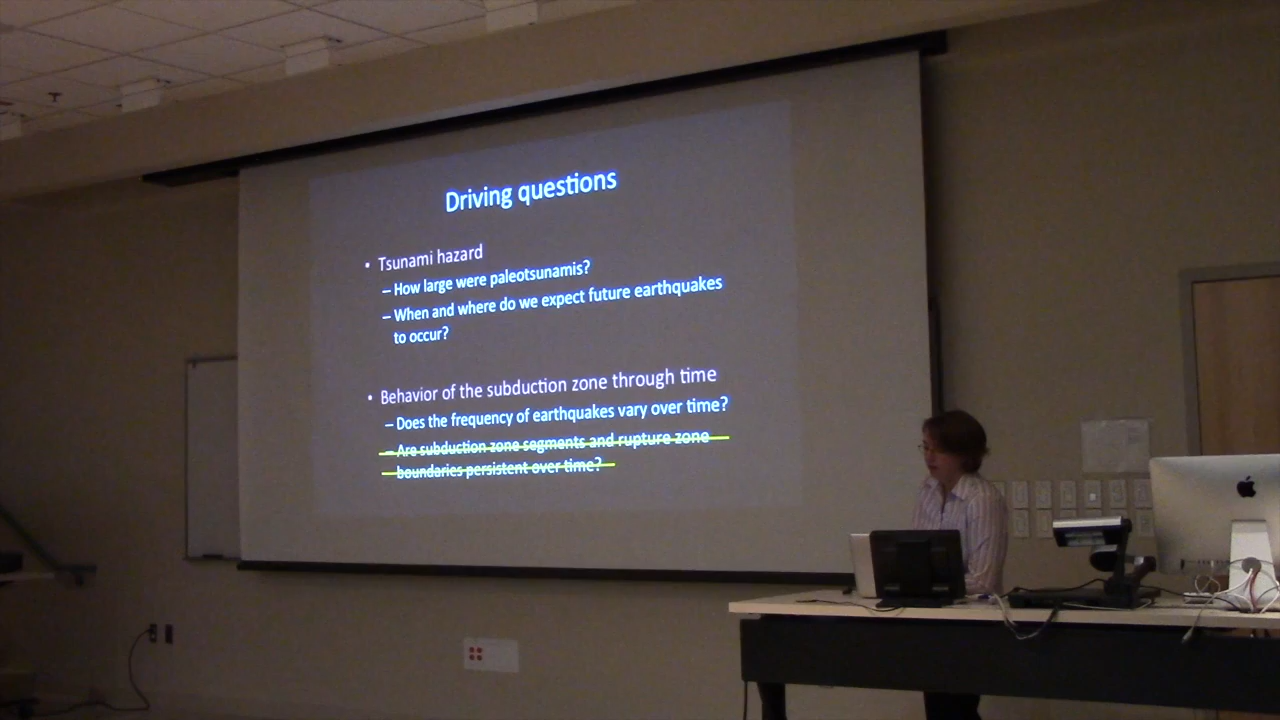 Driving questions
• Tsunami hazard
– How large were paleotsunamis?
– When and where do we expect future earthquakes
to occur?
• Behavior of the subduction zone through time
– Does the frequency of earthquakes vary over time?
– Are subduction zone segments and rupture zone
boundaries persistent over time?